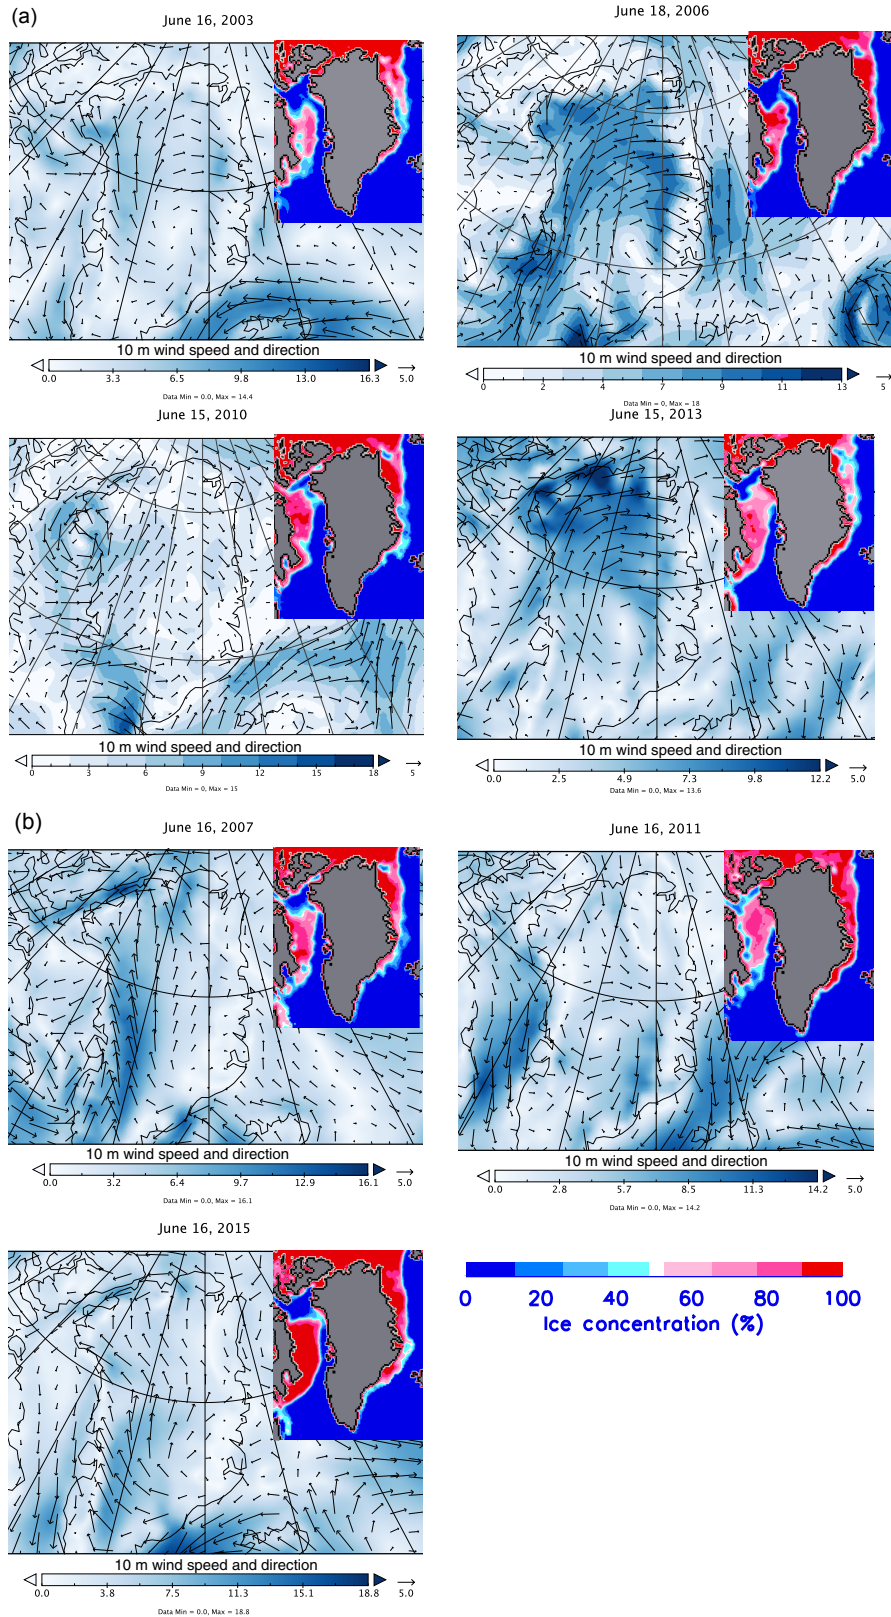 (a)
June 16, 2003
June 18, 2006
10 m wind speed and direction
0.0 3.3 6.5 9.8 13.0 16.3 5.0
Data Min = 0.0, Max = 14.4
10 m wind speed and direction
0 2 4 7 9 11 13 5
Data Min = 0, Max = 18
June 15, 2010
June 15, 2013
10 m wind speed and direction
0 3 6 9 12 15 18 5
Data Min = 0, Max = 15
10 m wind speed and direction
0.0 2.5 4.9 7.3 9.8 12.2 5.0
Data Min = 0.0, Max = 13.6
(b)
June 16, 2007
June 16, 2011
10 m wind speed and direction
0.0 3.2 6.4 9.7 12.9 16.1 5.0
Data Min = 0.0, Max = 16.1
10 m wind speed and direction
0.0 2.8 5.7 8.5 11.3 14.2 5.0
Data Min = 0.0, Max = 14.2
June 16, 2015
0 20 40 60 80 100
Ice concentration (%)
10 m wind speed and direction
0.0 3.8 7.5 11.3 15.1 18.8 5.0
Data Min = 0.0, Max = 18.8